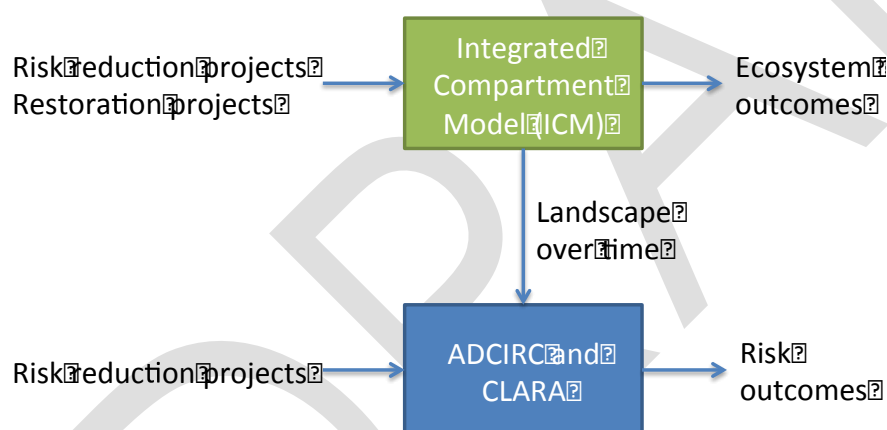 Risk⍰reduction⍰projects⍰
Restoration⍰projects⍰
Integrated⍰
Compartment⍰
Model⍰(ICM)⍰
Ecosystem⍰
outcomes⍰
Landscape⍰
over⍰time⍰
Risk⍰reduction⍰projects⍰
ADCIRC⍰and⍰
CLARA⍰
Risk⍰
outcomes⍰